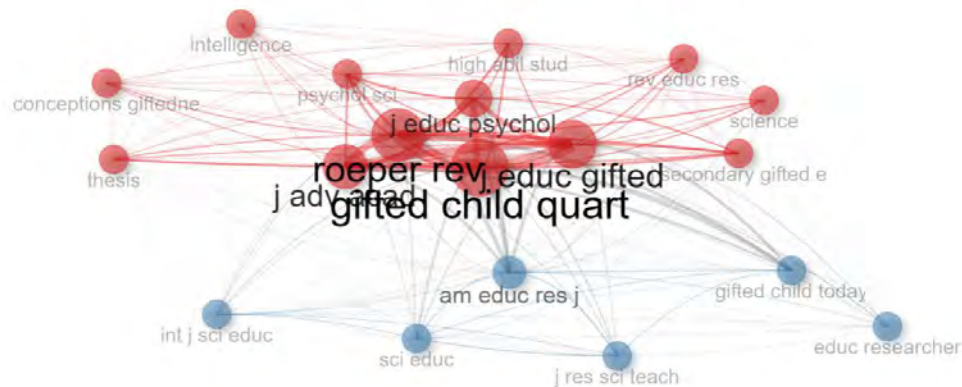 intelligence
high abil stud
rev educ res
conceptions giftedne
psychol sci
science
j educ psychol
thesis
roeper rev
j educ gifted
secondary gifted e
j adv acad
gifted child quart
am educ res j
gifted child today
int j sci educ
sci educ
educ researcher
j res sci teach